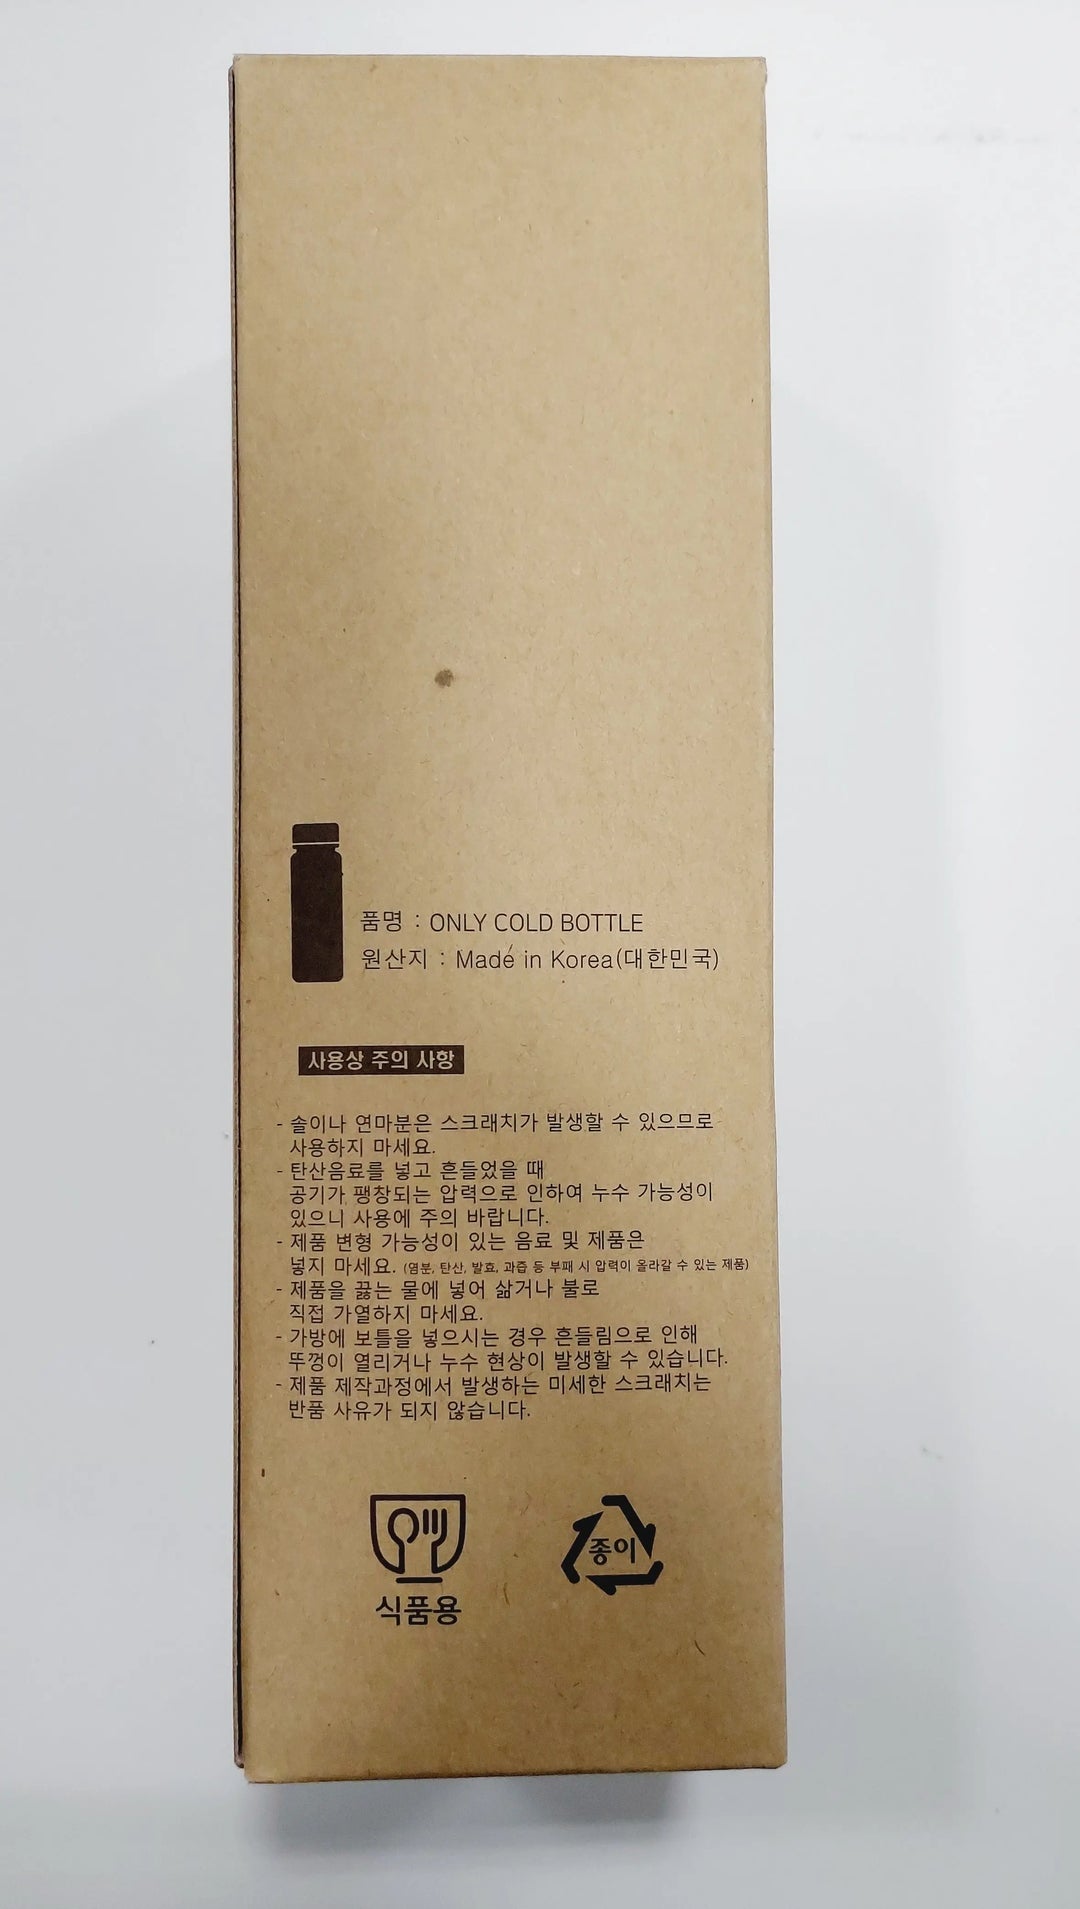 품명 : ONLY COLD BOTTLE
원산지 : Made in Korea(대한민국)
사용상 주의 사항
- 솔이나 연마분은 스크래치가 발생할 수 있으므로
사용하지 마세요.
- 탄산음료를 넣고 흔들었을 때
공기가 팽창되는 압력으로 인하여 누수 가능성이
있으니 사용에 주의 바랍니다.
- 제품 변형 가능성이 있는 음료 및 제품은
넣지 마세요. (염분, 탄산, 발효, 과즙 등 부패 시 압력이 올라갈 수 있는 제품)
- 제품을 끓는 물에 넣어 삶거나 불로
직접 가열하지 마세요.
- 가방에 보틀을 넣으시는 경우 흔들림으로 인해
뚜껑이 열리거나 누수 현상이 발생할 수 있습니다.
- 제품 제작과정에서 발생하는 미세한 스크래치는
반품 사유가 되지 않습니다.
종이
식품용